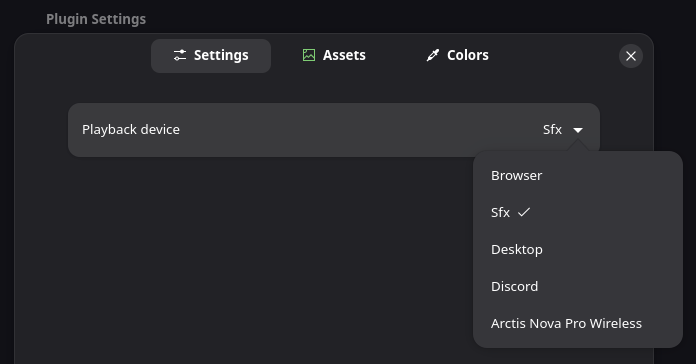 Plugin Settings
Settings Assets Colors
Playback device Sfx
Browser
Sfx
Desktop
Discord
Arctis Nova Pro Wireless